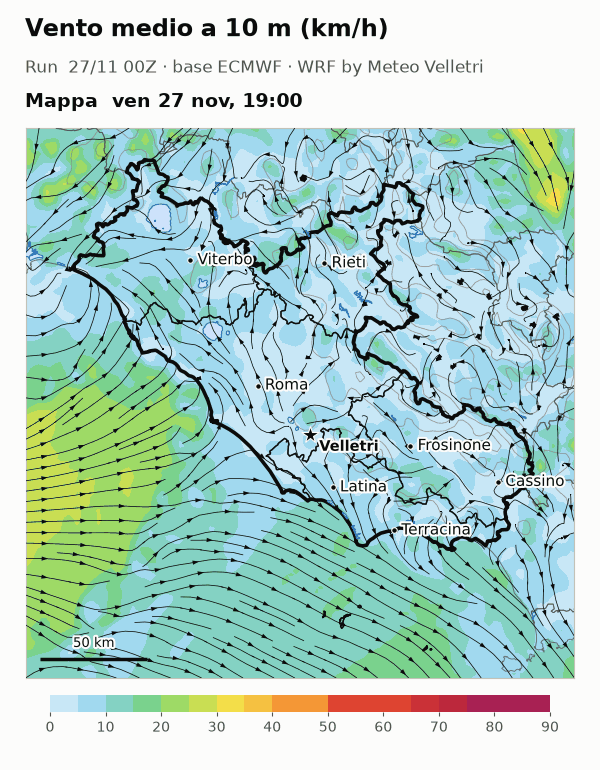 Vento medio a 10 m (km/h)
Run 27/11 00Z · base ECMWF · WRF by Meteo Velletri
Mappa ven 27 nov, 19:00
Viterbo
Rieti
Roma
Velletri
Frosinone
Cassino
Latina
Terracina
50 km
0 10 20 30 40 50 60 70 80 90